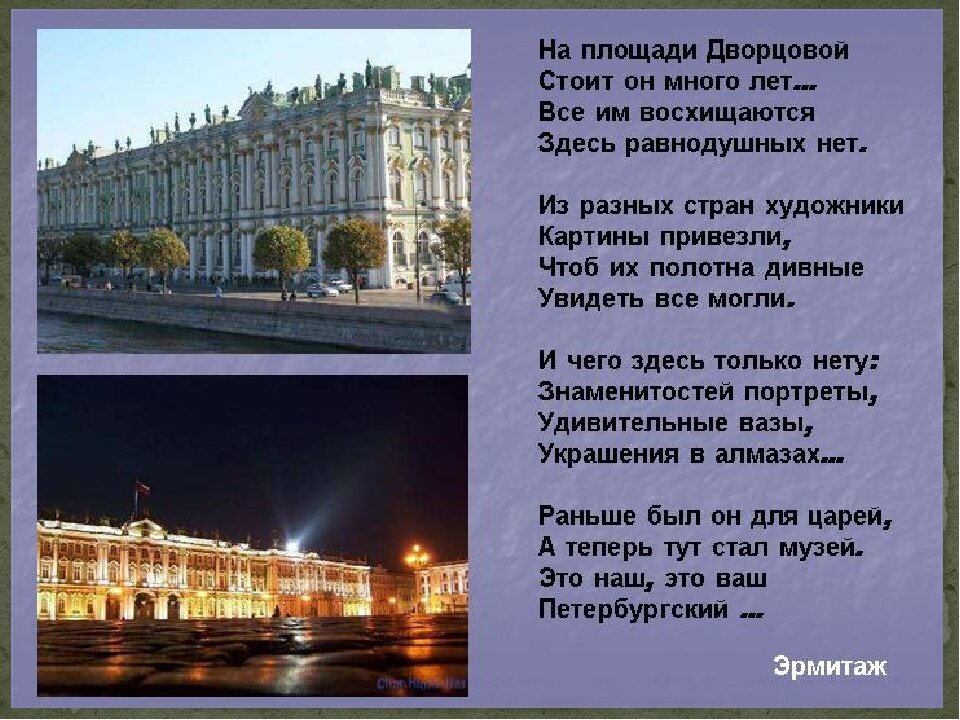 На площади Дворцовой
Стоит он много лет...
Все им восхищаются
Здесь равнодушных нет.
Из разных стран художники
Картины привезли,
Чтоб их полотна дивные
Увидеть все могли.
И чего здесь только нету:
Знаменитостей портреты,
Удивительные вазы,
Украшения в алмазах...
Раньше был он для царей,
А теперь тут стал музей.
Это наш, это ваш
Петербургский ...
Эрмитаж